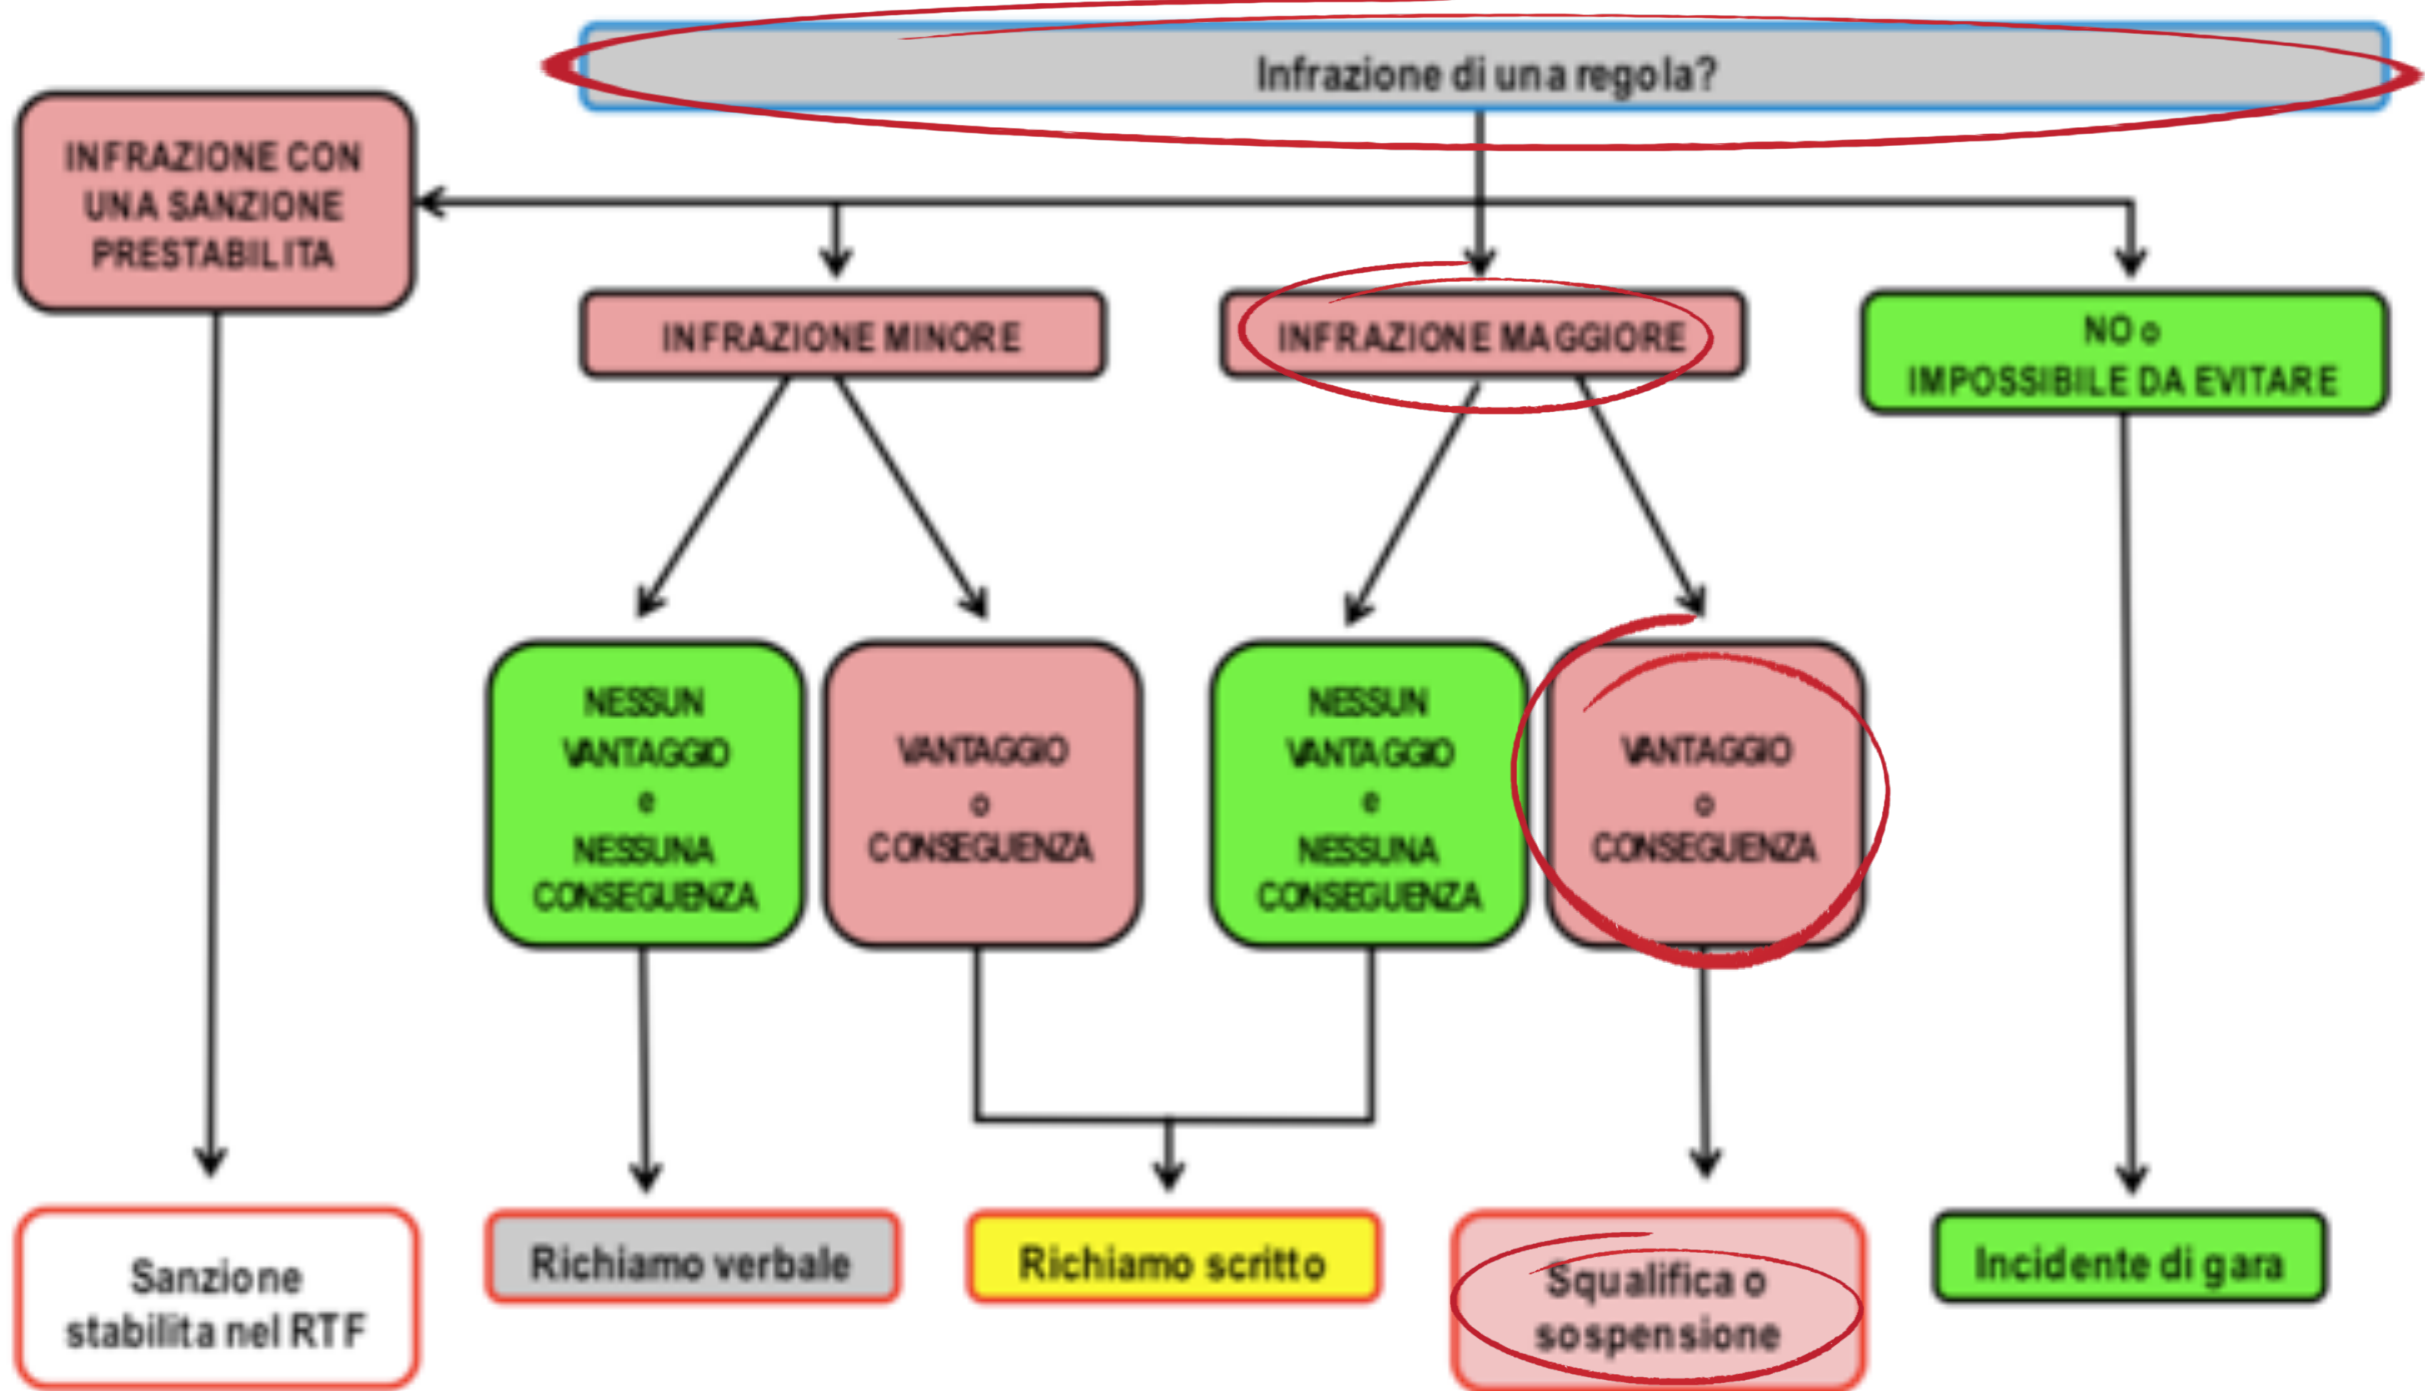 Infrazione di una regola?
INFRAZIONE CON
UNA SANZIONE
PRESTABILITA
INFRAZIONE MINORE
INFRAZIONE MAGGIORE
NO o
IMPOSSIBILE DA EVITARE
NESSUN
VANTAGGIO
e
NESSUNA
CONSEGUENZA
VANTAGGIO
o
CONSEGUENZA
NESSUN
VANTAGGIO
e
NESSUNA
CONSEGUENZA
VANTAGGIO
o
CONSEGUENZA
Sanzione
stabilita nel RTF
Richiamo verbale
Richiamo scritto
Squalifica o
sospensione
Incidente di gara